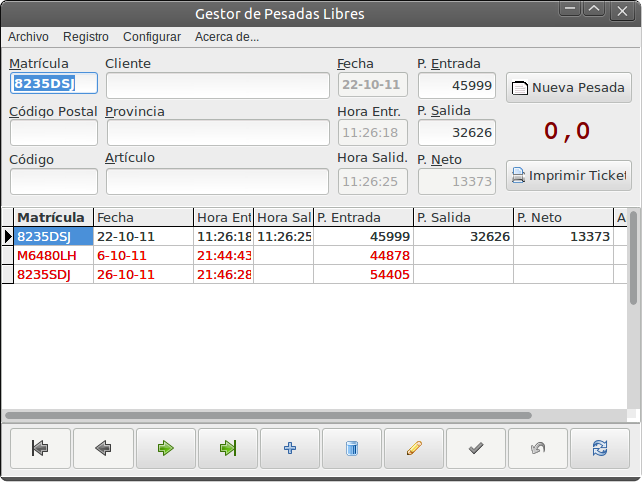 Gestor de Pesadas Libres
Archivo Registro Configurar Acerca de...
Matrícula Cliente Fecha P. Entrada
8235DSJ 22-10-11 45999 Nueva Pesada
Código Postal Provincia Hora Entr. P. Salida
11:26:18 32626 0,0
Código Artículo Hora Salid. P. Neto
11:26:25 13373 Imprimir Ticket
Matrícula Fecha Hora Ent Hora Sal P. Entrada P. Salida P. Neto A
8235DSJ 22-10-11 11:26:18 11:26:25 45999 32626 13373
M6480LH 6-10-11 21:44:43 44878
8235SDJ 26-10-11 21:46:28 54405